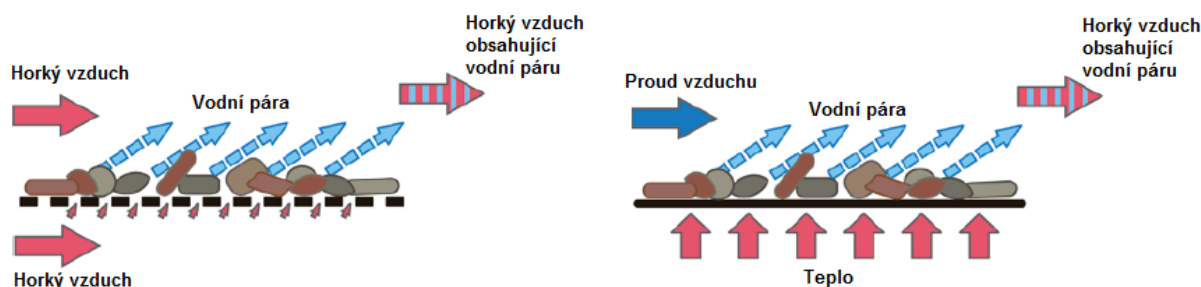 Horký vzduch
Vodní pára
Horký vzduch
obsahující
vodní páru
Horký vzduch
Proud vzduchu
Vodní pára
Horký vzduch
obsahující
vodní páru
Teplo